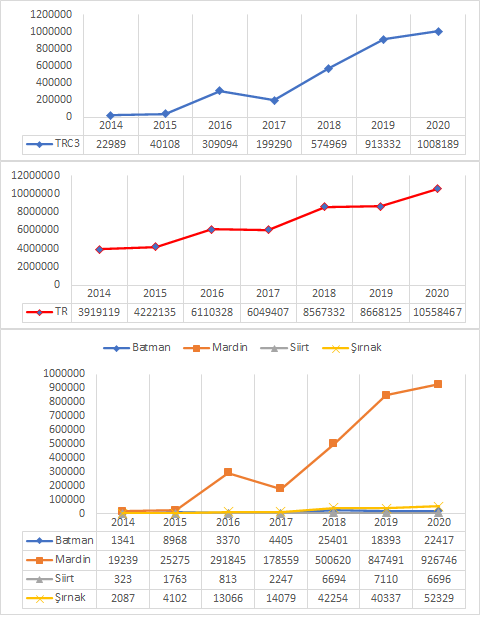 1200000
1000000
800000
600000
400000
200000
0
2014 2015 2016 2017 2018 2019 2020
TRC3 22989 40108 309094 199290 574969 913332 1008189
12000000
10000000
8000000
6000000
4000000
2000000
0
2014 2015 2016 2017 2018 2019 2020
TR 3919119 4222135 6110328 6049407 8567332 8668125 10558467
Batman Mardin Siirt Şırnak
1000000
900000
800000
700000
600000
500000
400000
300000
200000
100000
0
2014 2015 2016 2017 2018 2019 2020
Batman 1341 8968 3370 4405 25401 18393 22417
Mardin 19239 25275 291845 178559 500620 847491 926746
Siirt 323 1763 813 2247 6694 7110 6696
Şırnak 2087 4102 13066 14079 42254 40337 52329